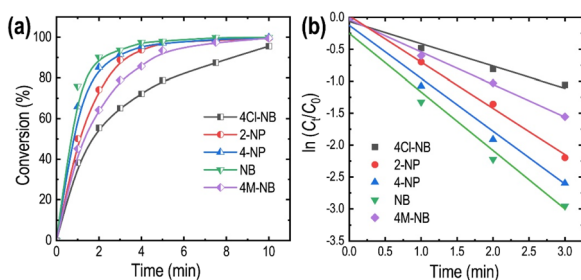 (a)
Conversion (%)
100
80
60
40
20
0
0
2
4
6
8
10
Time (min)
4Cl-NB
2-NP
4-NP
NB
4M-NB
(b)
ln (Ct/C0)
0.0
-0.5
-1.0
-1.5
-2.0
-2.5
-3.0
-3.5
0.0
0.5
1.0
1.5
2.0
2.5
3.0
Time (min)
4Cl-NB
2-NP
4-NP
NB
4M-NB